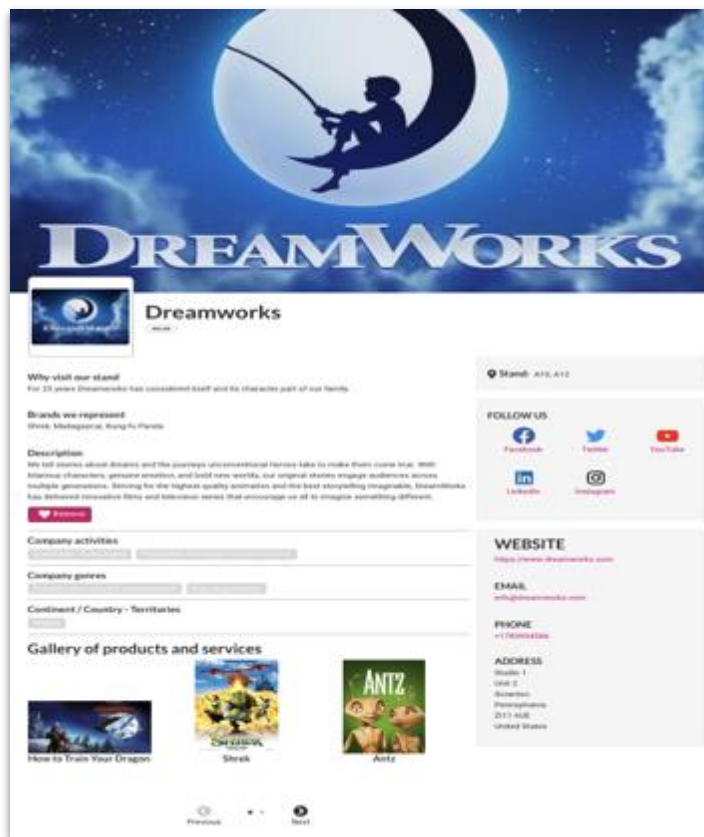 DREAMWORKS
Dreamworks
Why visit our stand
For 25 years Dreamworks has considered itself and its character part of our family.
Brands we represent
Shrek, Madagascar, Kung Fu Panda
Description
We tell stories about dreams and the journeys unconventional heroes take to make them come true. With
hilarious characters, genuine emotion, and bold new worlds, our original stories engage audiences across
multiple generations. Striving for the highest quality animation and the best storytelling imaginable, DreamWorks
has delivered innovative films and television series that encourage us all to imagine something different.
Remove
Company activities
Company genres
Continent / Country - Territories
Gallery of products and services
SHREK
ANTZ
How to Train Your Dragon
Shrek
Antz
Previous
Next
Stand: A10, A12
FOLLOW US
Facebook
Twitter
YouTube
LinkedIn
Instagram
WEBSITE
https://www.dreamworks.com
EMAIL
info@dreamworks.com
PHONE
ADDRESS
Studio 1
Unit 2
Scranton
Pennsylvania
United States